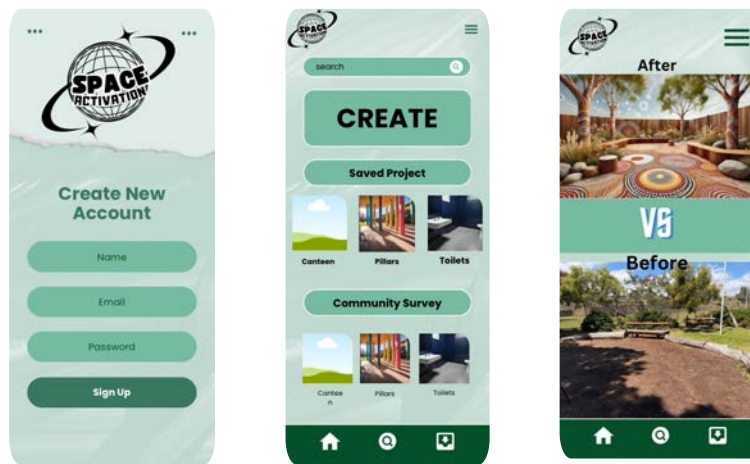 SPACE
ACTIVATION
Create New
Account
Name
Email
Password
Sign Up
SPACE
ACTIVATION
search
CREATE
Saved Project
Canteen
Pillars
Toilets
Community Survey
Cantee
n
Pillars
Toilets
SPACE
ACTIVATION
After
VS
Before